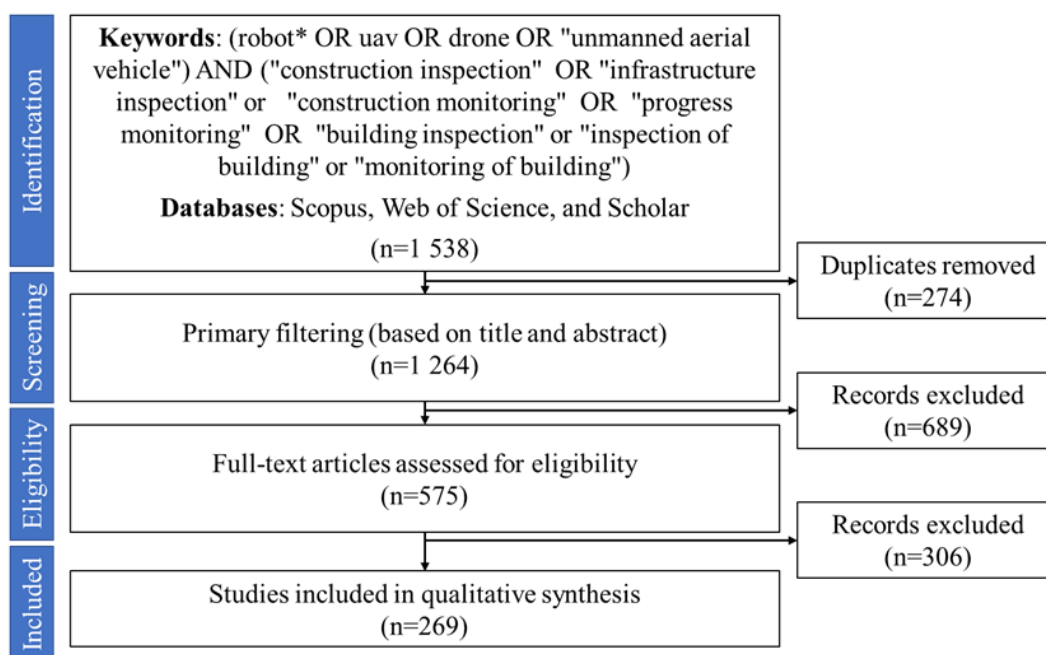 Identification
Keywords: (robot* OR uav OR drone OR "unmanned aerial
vehicle") AND ("construction inspection" OR "infrastructure
inspection" or "construction monitoring" OR "progress
monitoring" OR "building inspection" or "inspection of
building" or "monitoring of building")
Databases: Scopus, Web of Science, and Scholar
(n=1 538)
Duplicates removed
(n=274)
Screening
Primary filtering (based on title and abstract)
(n=1 264)
Records excluded
(n=689)
Eligibility
Full-text articles assessed for eligibility
(n=575)
Records excluded
(n=306)
Included
Studies included in qualitative synthesis
(n=269)